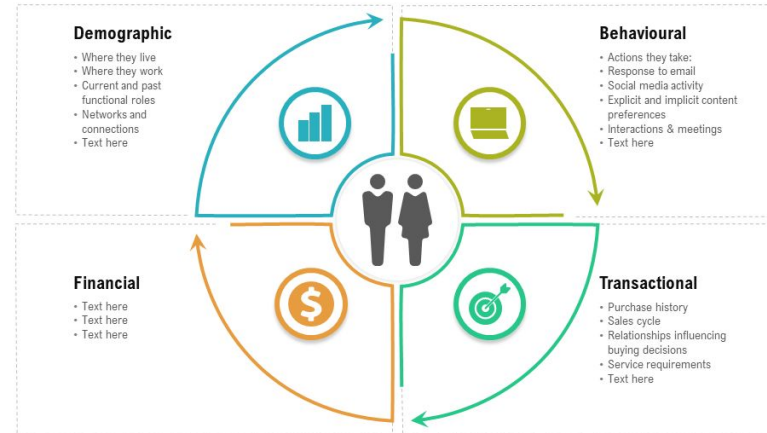 Demographic
• Where they live
• Where they work
• Current and past
functional roles
• Networks and
connections
• Text here
Behavioural
• Actions they take:
• Response to email
• Social media activity
• Explicit and implicit content
preferences
• Interactions & meetings
• Text here
Financial
• Text here
• Text here
• Text here
$
Transactional
• Purchase history
• Sales cycle
• Relationships influencing
buying decisions
• Service requirements
• Text here